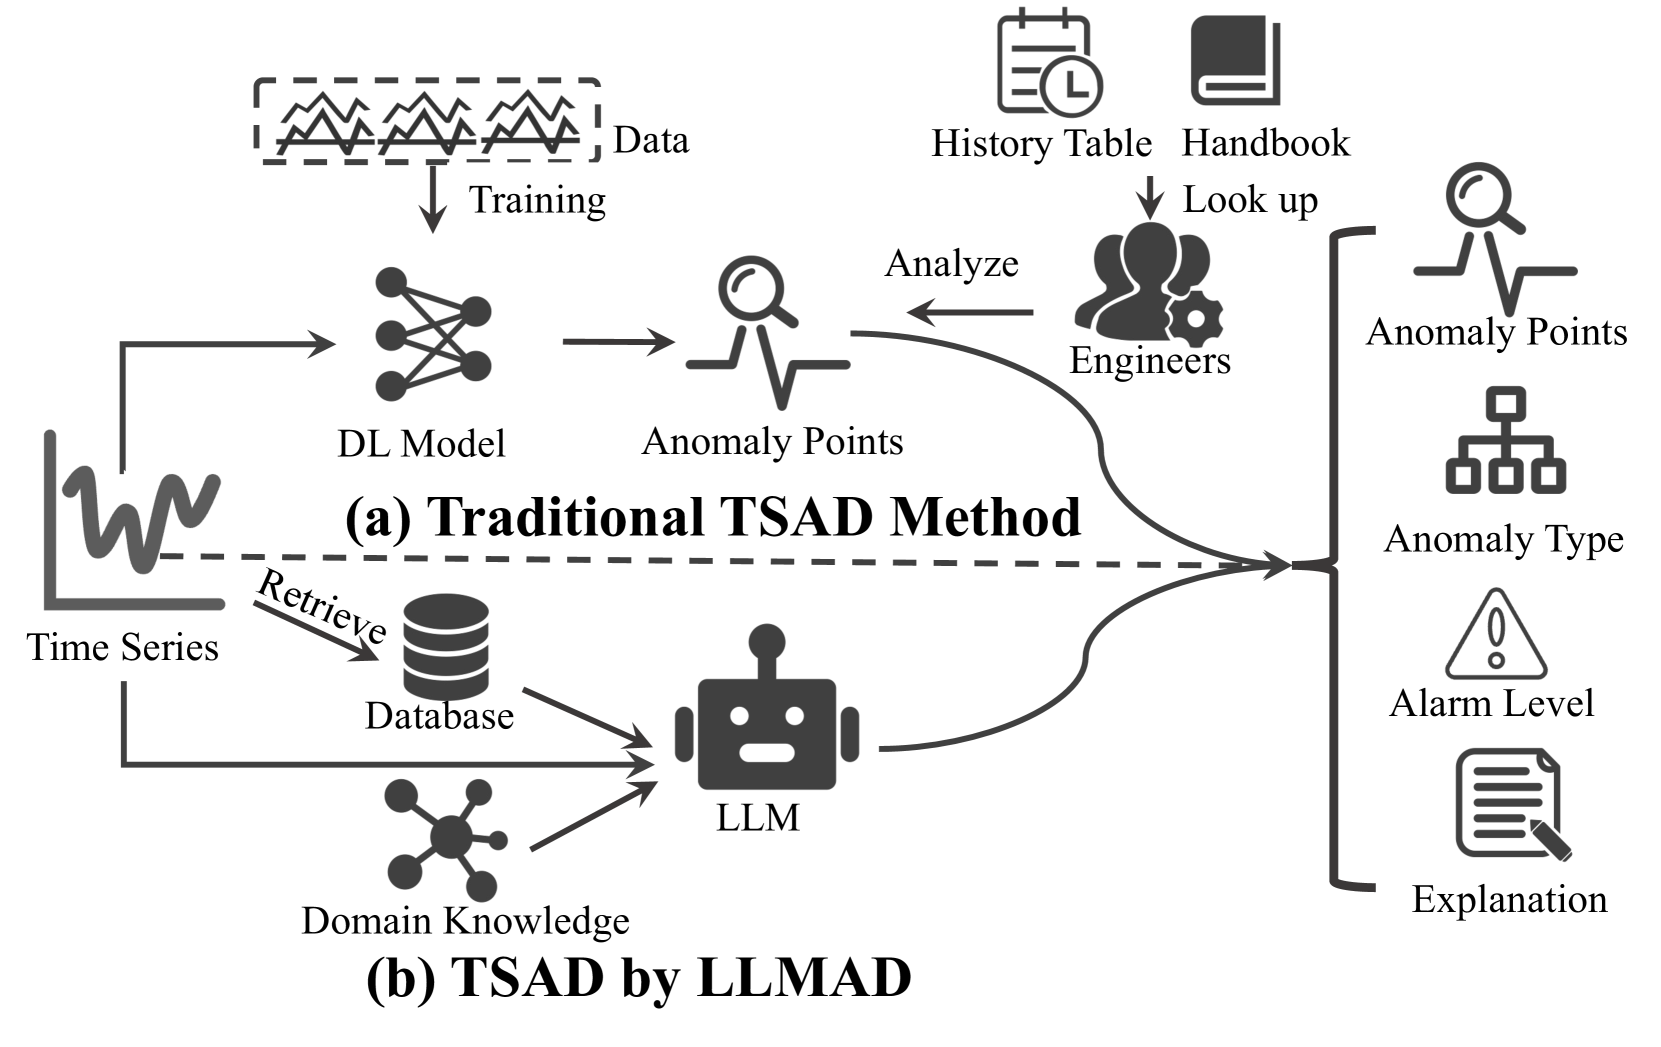 Data
Training
History Table
Handbook
Look up
Analyze
Engineers
DL Model
Anomaly Points
(a) Traditional TSAD Method
Time Series
Retrieve
Database
LLM
Domain Knowledge
(b) TSAD by LLMAD
Anomaly Points
Anomaly Type
Alarm Level
Explanation